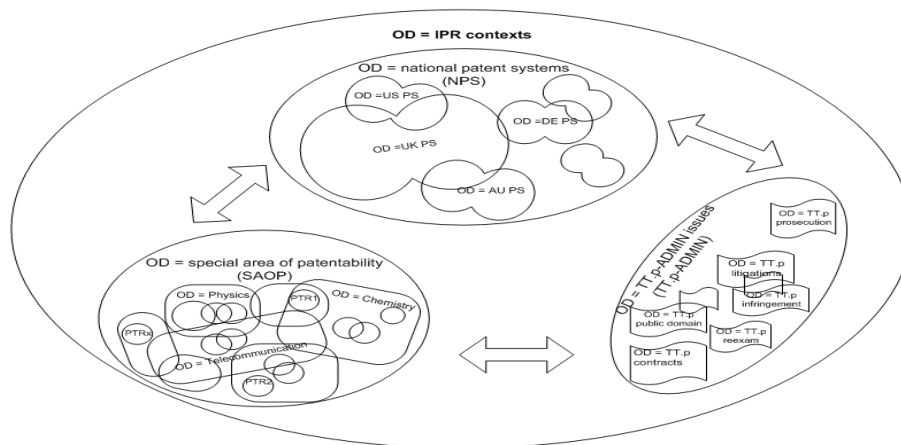 OD = IPR contexts
OD = national patent systems
(NPS)
OD =US PS
OD =DE PS
OD =UK PS
OD = AU PS
OD = special area of patentability
(SAOP)
OD = Physics
PTR1
OD = Chemistry
PTRx
OD = Telecommunication
PTR2
OD = TT.p-ADMIN issues
(TT.p-ADMIN)
OD = TT.p
prosecution
OD = TT.p
litigations
OD = TT.p
infringement
OD = TT.p
public domain
OD = TT.p
reexam
OD = TT.p
contracts